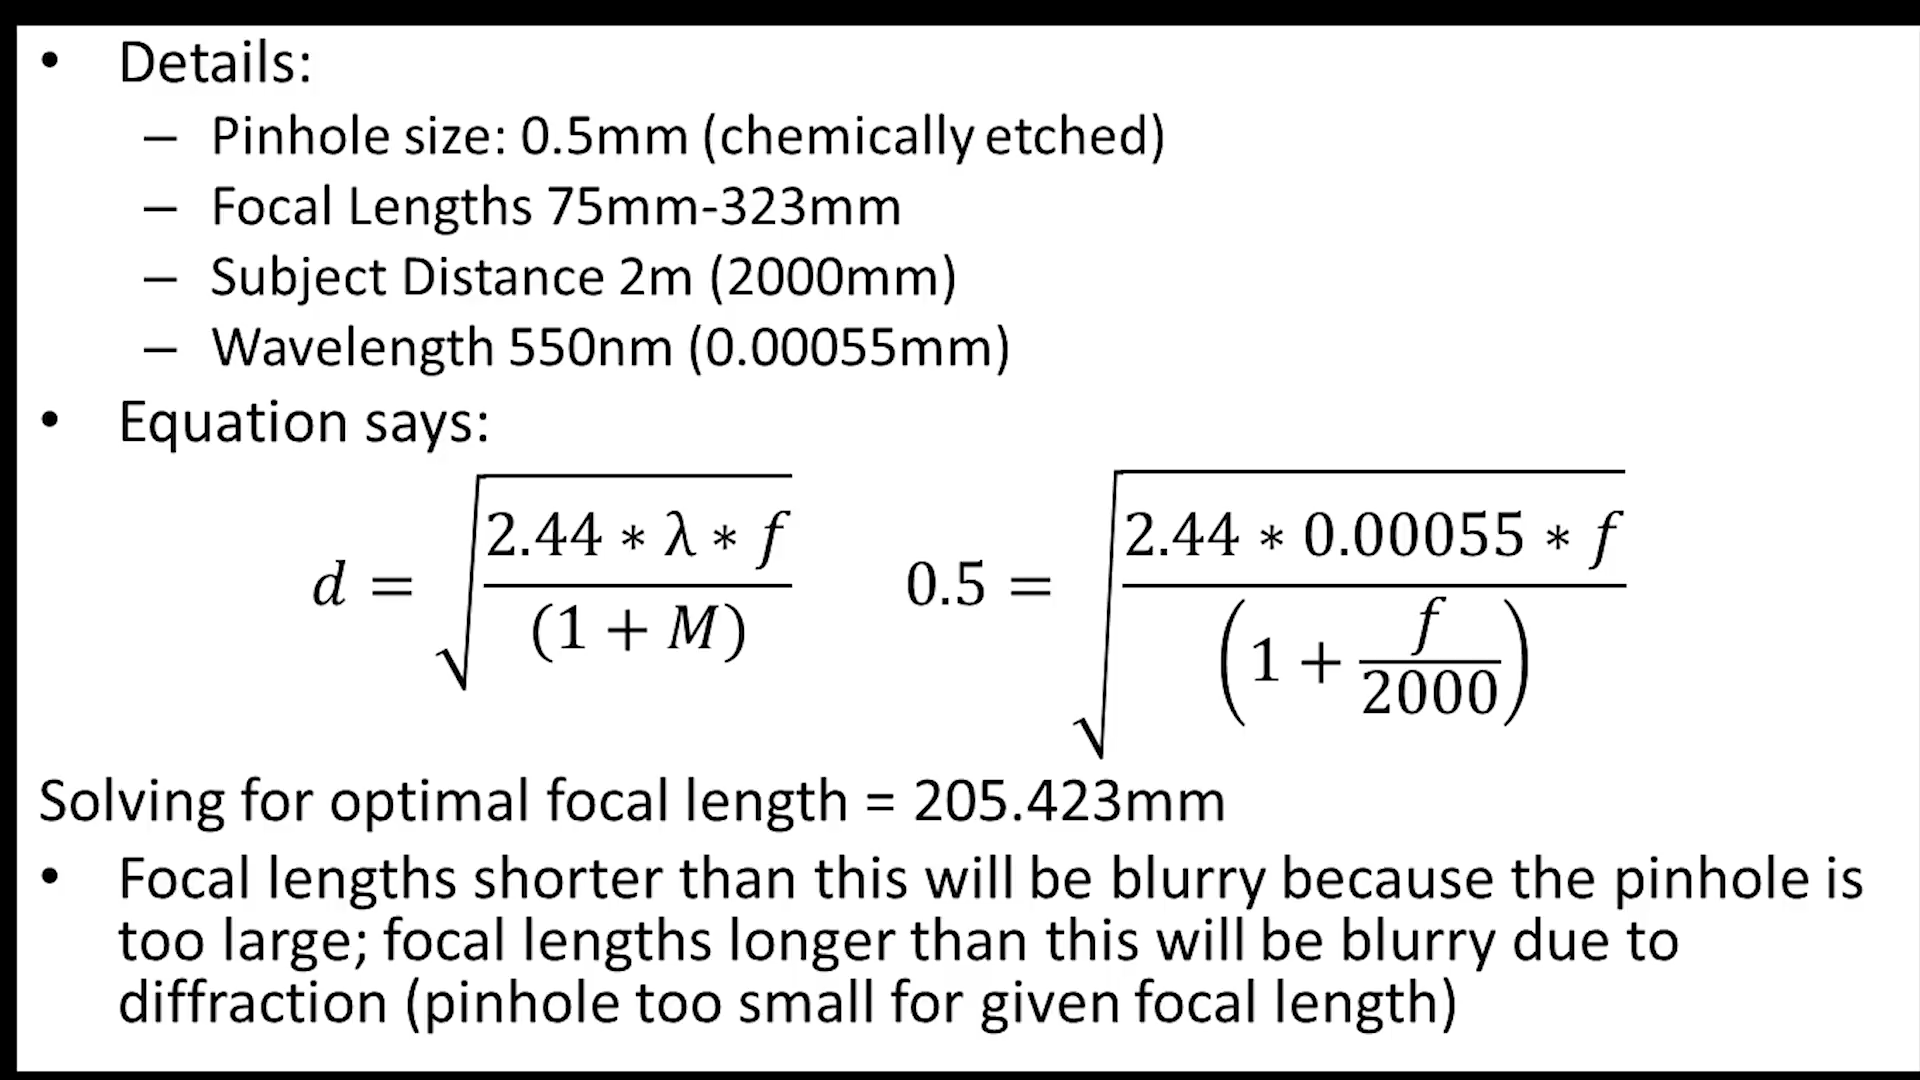 • Details:
– Pinhole size: 0.5mm (chemically etched)
– Focal Lengths 75mm-323mm
– Subject Distance 2m (2000mm)
– Wavelength 550nm (0.00055mm)
• Equation says:
d = √((2.44 * λ * f)/(1 + M)) 0.5 = √((2.44 * 0.00055 * f)/(1 + f/2000))
Solving for optimal focal length = 205.423mm
• Focal lengths shorter than this will be blurry because the pinhole is
too large; focal lengths longer than this will be blurry due to
diffraction (pinhole too small for given focal length)